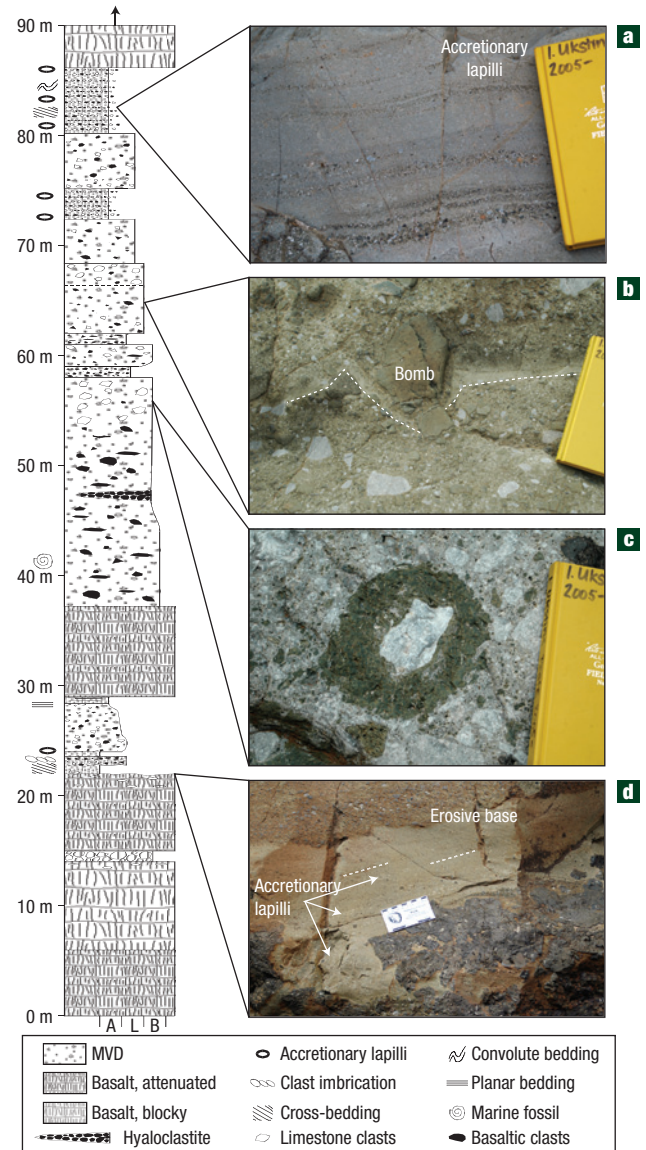 90 m
80 m
70 m
60 m
50 m
40 m
30 m
20 m
10 m
0 m
A L B
a
Accretionary
lapilli
I. Ukstin
2005-
b
Bomb
c
I. Ukst
2005-
d
Erosive base
Accretionary
lapilli
MVD
Accretionary lapilli
Convolute bedding
Basalt, attenuated
Clast imbrication
Planar bedding
Basalt, blocky
Cross-bedding
Marine fossil
Hyaloclastite
Limestone clasts
Basaltic clasts